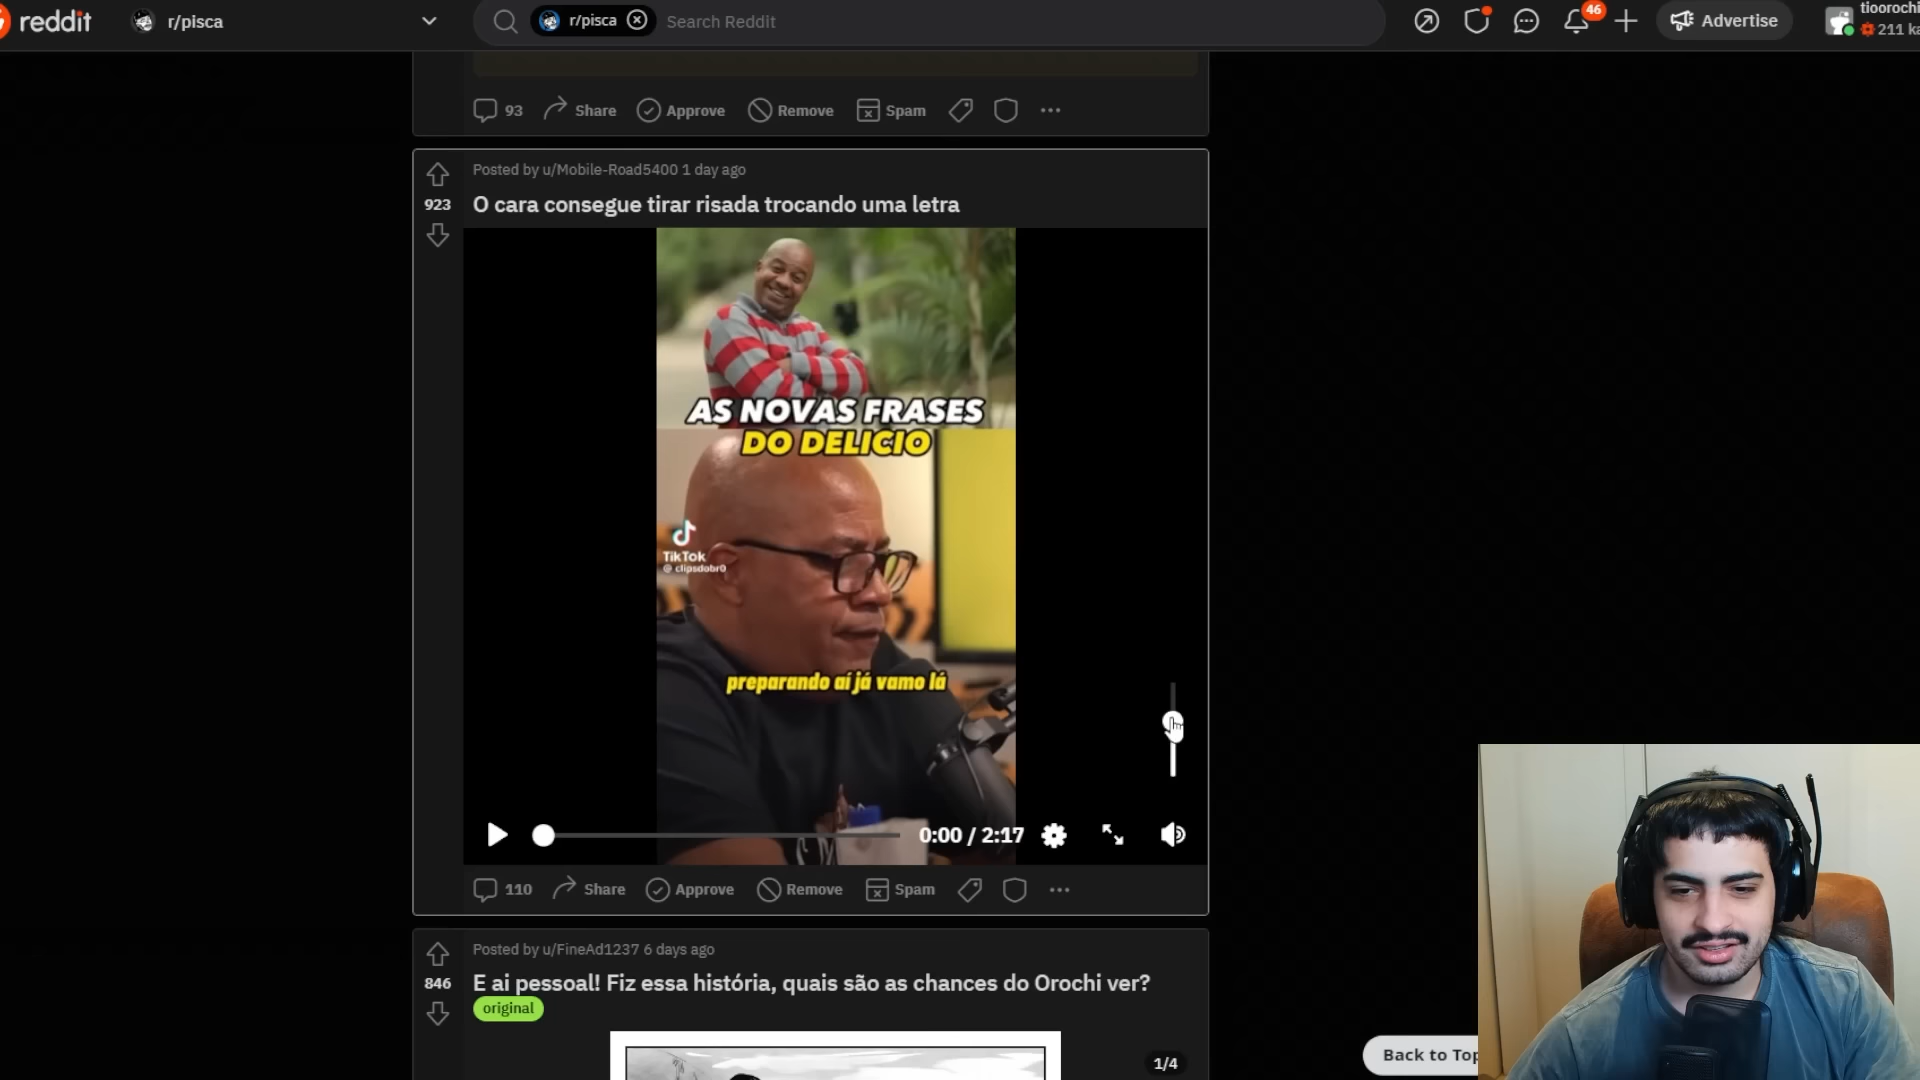 reddit
r/pisca
r/pisca
Search Reddit
46
Advertise
tioorochi
211 ka
93
Share
Approve
Remove
Spam
Posted by u/Mobile-Road5400 1 day ago
923
O cara consegue tirar risada trocando uma letra
AS NOVAS FRASES
DO DELICIO
TikTok
@ clipsdobr0
preparando aí já vamo lá
0:00 / 2:17
110
Share
Approve
Remove
Spam
Posted by u/FineAd1237 6 days ago
846
E ai pessoal! Fiz essa história, quais são as chances do Orochi ver?
original
1/4
Back to Top